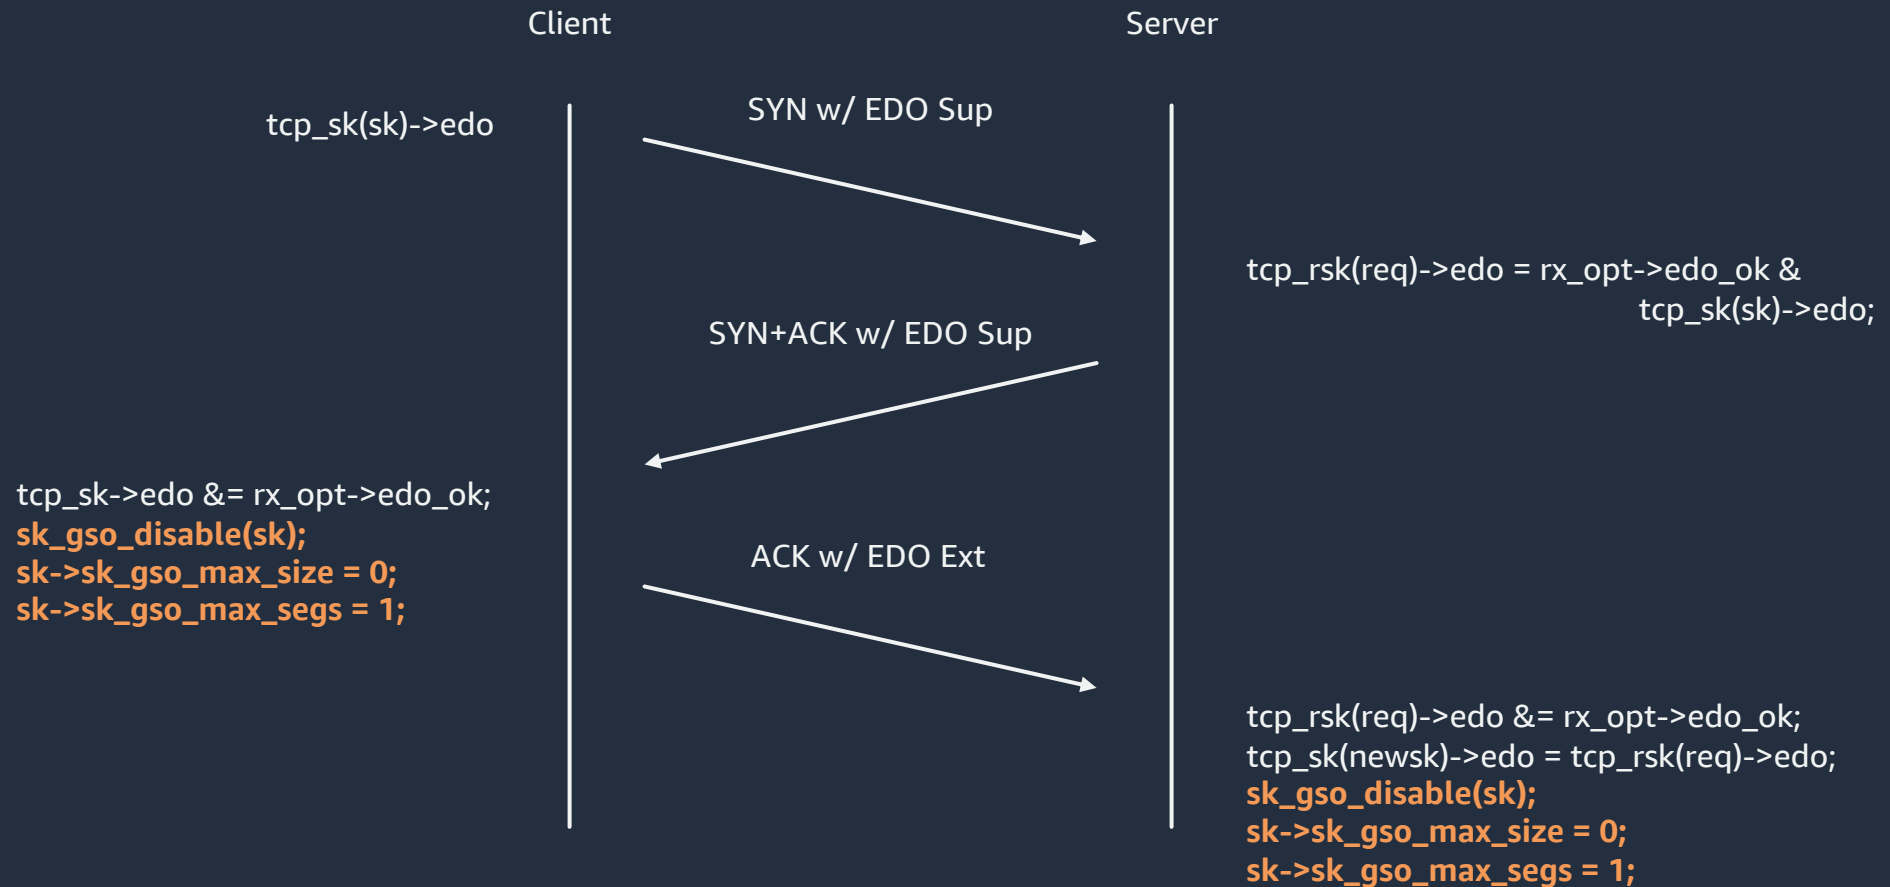 Client
Server
SYN w/ EDO Sup
tcp_sk(sk)->edo
tcp_rsk(req)->edo = rx_opt->edo_ok &
tcp_sk(sk)->edo;
SYN+ACK w/ EDO Sup
tcp_sk->edo &= rx_opt->edo_ok;
sk_gso_disable(sk);
sk->sk_gso_max_size = 0;
sk->sk_gso_max_segs = 1;
ACK w/ EDO Ext
tcp_rsk(req)->edo &= rx_opt->edo_ok;
tcp_sk(newsk)->edo = tcp_rsk(req)->edo;
sk_gso_disable(sk);
sk->sk_gso_max_size = 0;
sk->sk_gso_max_segs = 1;